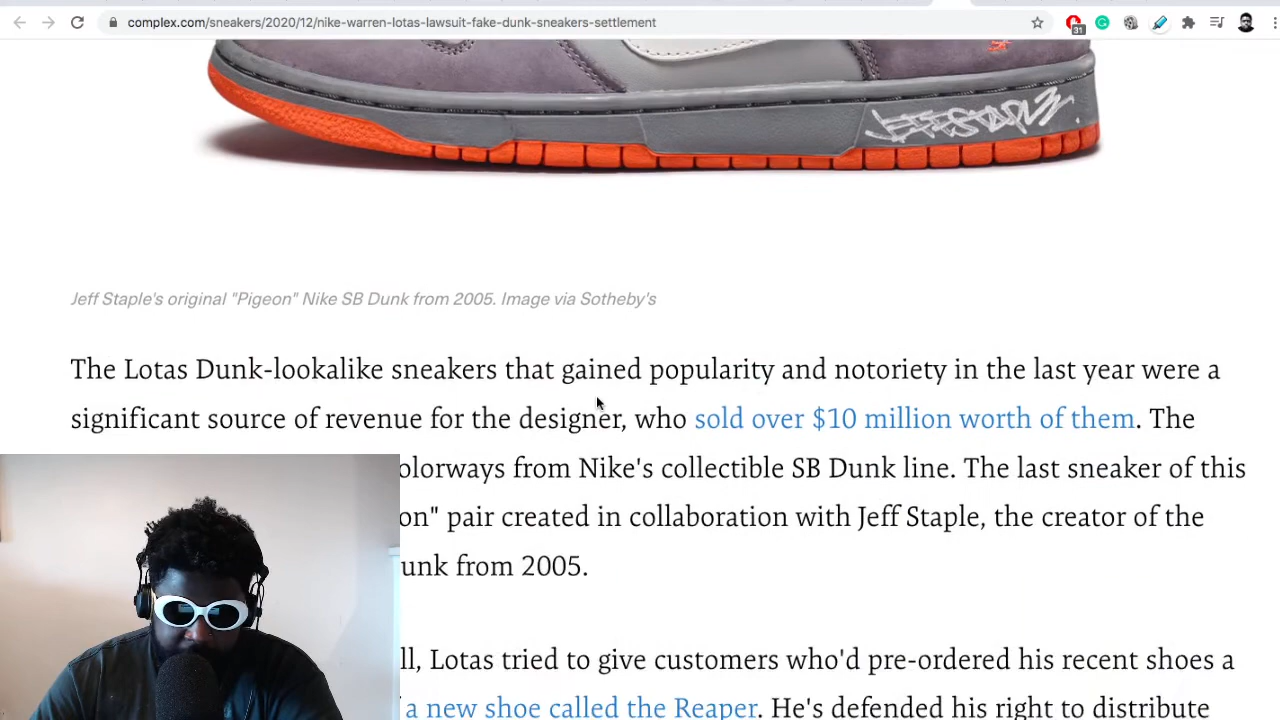 complex.com/sneakers/2020/12/nike-warren-lotas-lawsuit-fake-dunk-sneakers-settlement
31
JEFFSTAPLE
Jeff Staple's original "Pigeon" Nike SB Dunk from 2005. Image via Sotheby's
The Lotas Dunk-lookalike sneakers that gained popularity and notoriety in the last year were a
significant source of revenue for the designer, who sold over $10 million worth of them. The
olorways from Nike's collectible SB Dunk line. The last sneaker of this
on" pair created in collaboration with Jeff Staple, the creator of the
unk from 2005.
ll, Lotas tried to give customers who'd pre-ordered his recent shoes a
a new shoe called the Reaper. He's defended his right to distribute